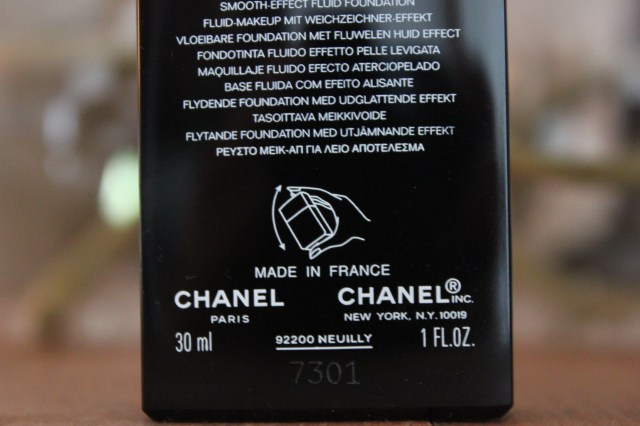 SMOOTH-EFFECT FLUID FOUNDATION
FLUID-MAKEUP MIT WEICHZEICHNER-EFFEKT
VLOEIBARE FOUNDATION MET FLUWELEN HUID EFFECT
FONDOTINTA FLUIDO EFFETTO PELLE LEVIGATA
MAQUILLAJE FLUIDO EFECTO ATERCIOPELADO
BASE FLUIDA COM EFEITO ALISANTE
FLYDENDE FOUNDATION MED UDGLATTENDE EFFEKT
TASOITTAVA MEIKKIVOIDE
FLYTANDE FOUNDATION MED UTJÄMNANDE EFFEKT
ΡΕΥΣΤΟ ΜΕΙΚ-ΑΠ ΓΙΑ ΛΕΙΟ ΑΠΟΤΕΛΕΣΜΑ
MADE IN FRANCE
CHANEL CHANEL® INC.
PARIS NEW YORK, N.Y. 10019
30 ml 92200 NEUILLY 1 FL.OZ.
7301